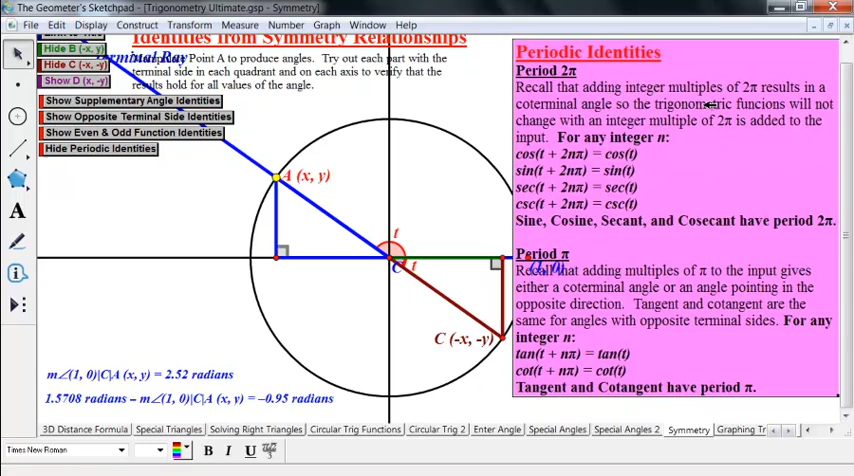 The Geometer's Sketchpad - [Trigonometry Ultimate.gsp - Symmetry]
File Edit Display Construct Transform Measure Number Graph Window Help
Identities from Symmetry Relationships
Hide B (-x, y)
Hide C (-x, -y)
Show D (x, -y)
Point A to produce angles. Try out each part with the
terminal side in each quadrant and on each axis to verify that the
results hold for all values of the angle.
Show Supplementary Angle Identities
Show Opposite Terminal Side Identities
Show Even & Odd Function Identities
Hide Periodic Identities
A (x, y)
t
t
C
(1, 0)
C (-x, -y)
m∠(1, 0)|C|A (x, y) = 2.52 radians
1.5708 radians – m∠(1, 0)|C|A (x, y) = –0.95 radians
Periodic Identities
Period 2π
Recall that adding integer multiples of 2π results in a
coterminal angle so the trigonometric funcions will not
change with an integer multiple of 2π is added to the
input. For any integer n:
cos(t + 2nπ) = cos(t)
sin(t + 2nπ) = sin(t)
sec(t + 2nπ) = sec(t)
csc(t + 2nπ) = csc(t)
Sine, Cosine, Secant, and Cosecant have period 2π.
Period π
Recall that adding multiples of π to the input gives
either a coterminal angle or an angle pointing in the
opposite direction. Tangent and cotangent are the
same for angles with opposite terminal sides. For any
integer n:
tan(t + nπ) = tan(t)
cot(t + nπ) = cot(t)
Tangent and Cotangent have period π.
3D Distance Formula Special Triangles Solving Right Triangles Circular Trig Functions Circular Trig 2 Enter Angle Special Angles Special Angles 2 Symmetry Graphing Tr
Times New Roman B I U